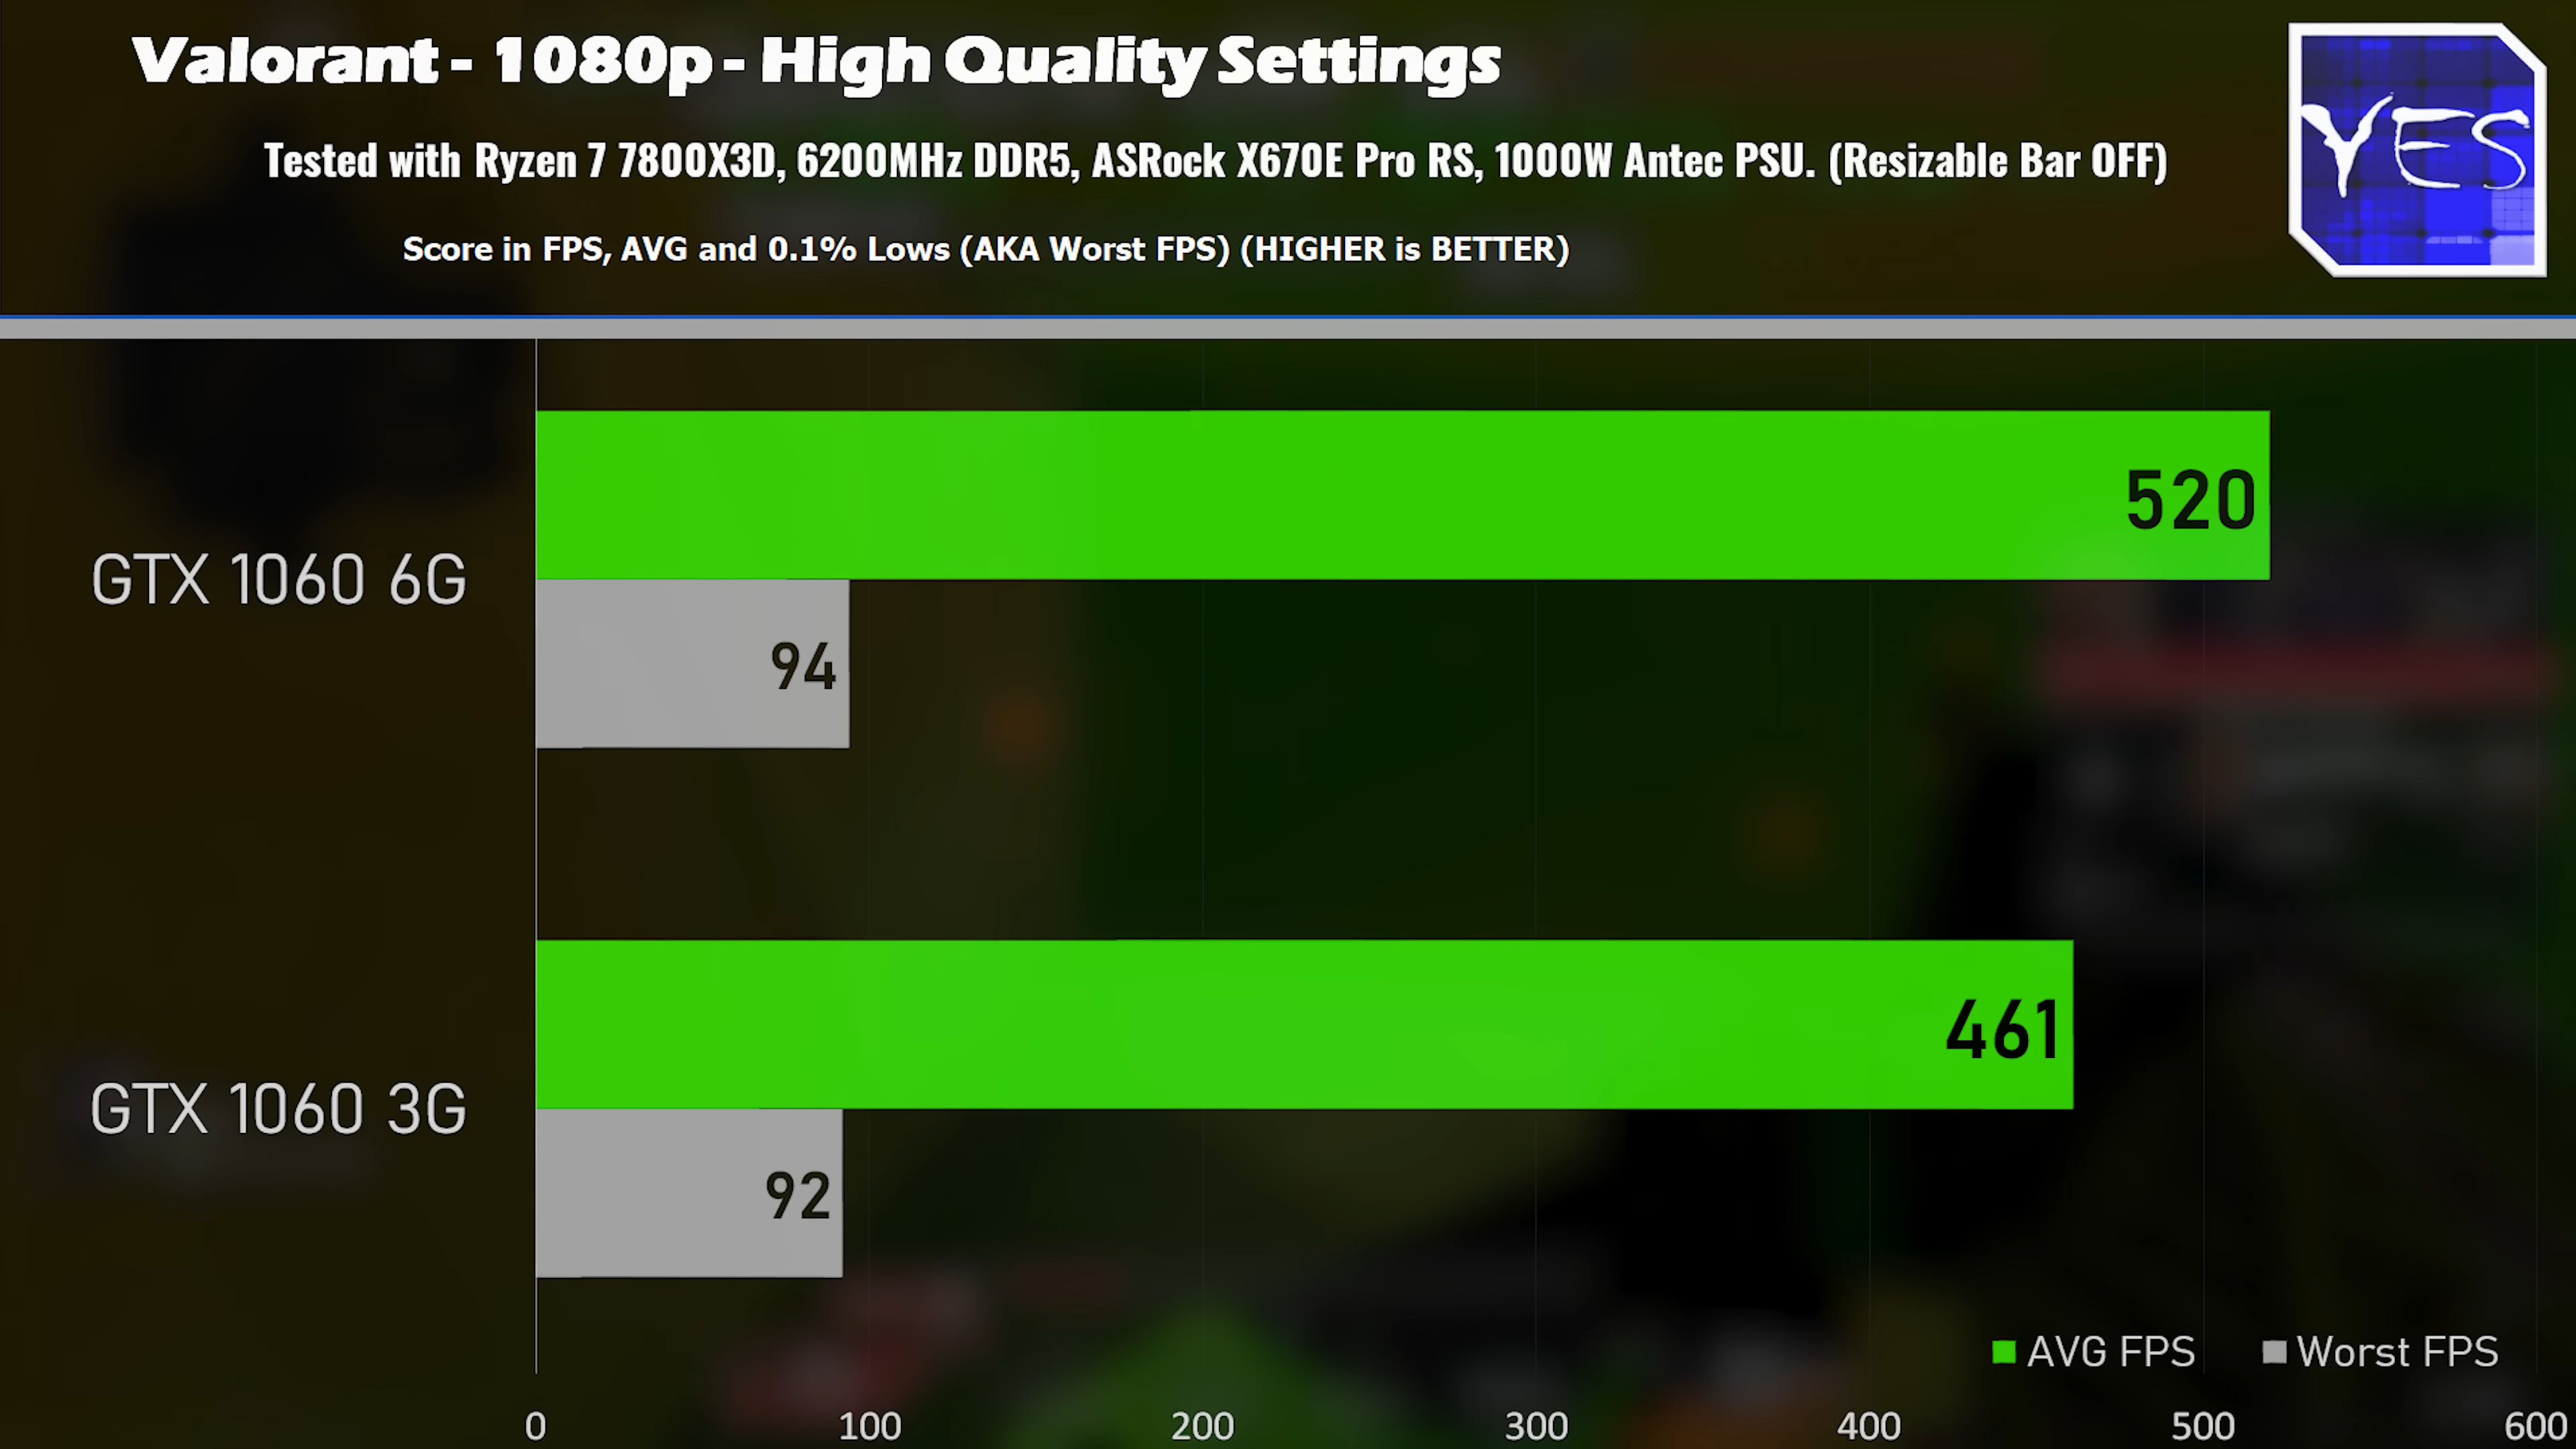 Valorant - 1080p - High Quality Settings
YES
Tested with Ryzen 7 7800X3D, 6200MHz DDR5, ASRock X670E Pro RS, 1000W Antec PSU. (Resizable Bar OFF)
Score in FPS, AVG and 0.1% Lows (AKA Worst FPS) (HIGHER is BETTER)
520
GTX 1060 6G
94
461
GTX 1060 3G
92
AVG FPS Worst FPS
0 100 200 300 400 500 600